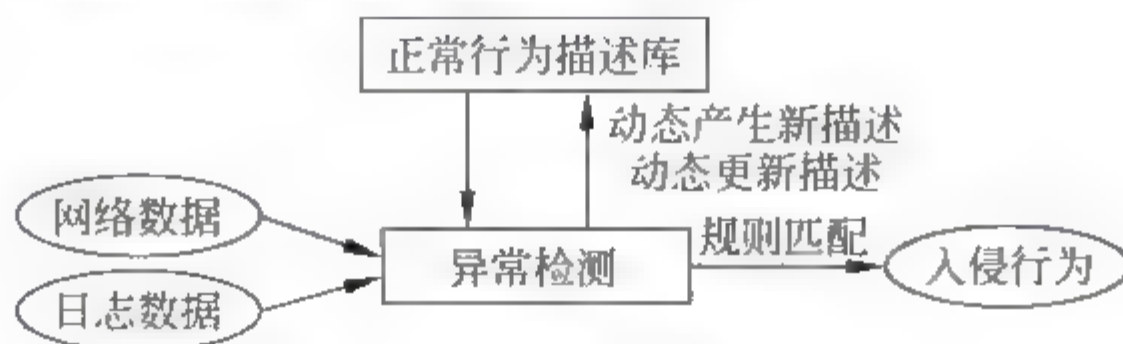 正常行为描述库
动态产生新描述
动态更新描述
网络数据
规则匹配
异常检测
入侵行为
日志数据